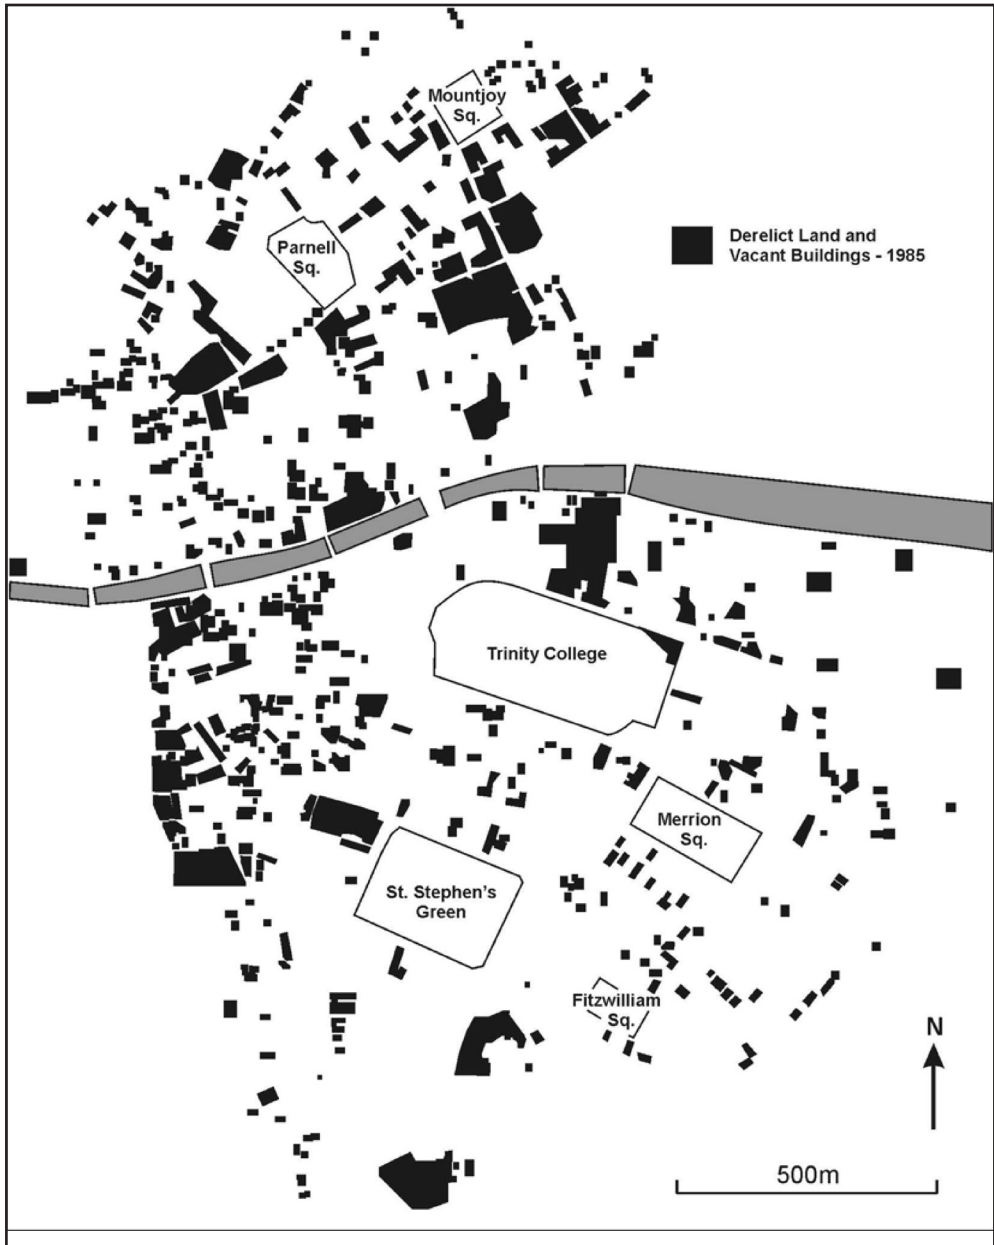 Mountjoy
Sq.
Parnell
Sq.
Derelict Land and
Vacant Buildings - 1985
Trinity College
Merrion
Sq.
St. Stephen's
Green
Fitzwilliam
Sq.
N
500m